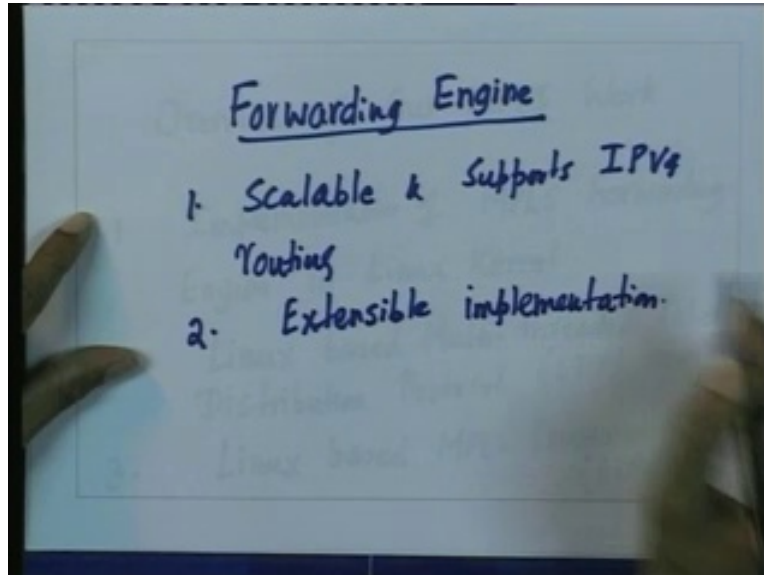 Forwarding Engine
1. Scalable & Supports IPV4
routing
2. Extensible implementation.